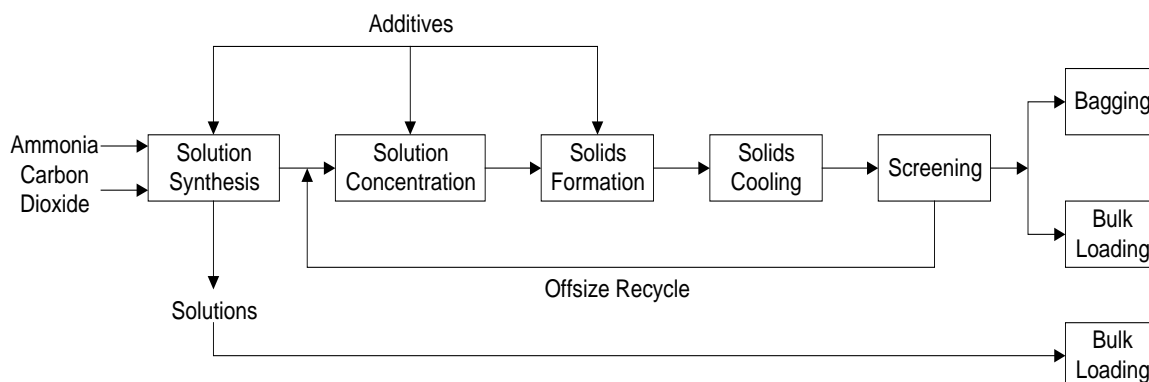 Additives
Bagging
Ammonia
Carbon
Dioxide
Solution
Synthesis
Solution
Concentration
Solids
Formation
Solids
Cooling
Screening
Bulk
Loading
Offsize Recycle
Solutions
Bulk
Loading